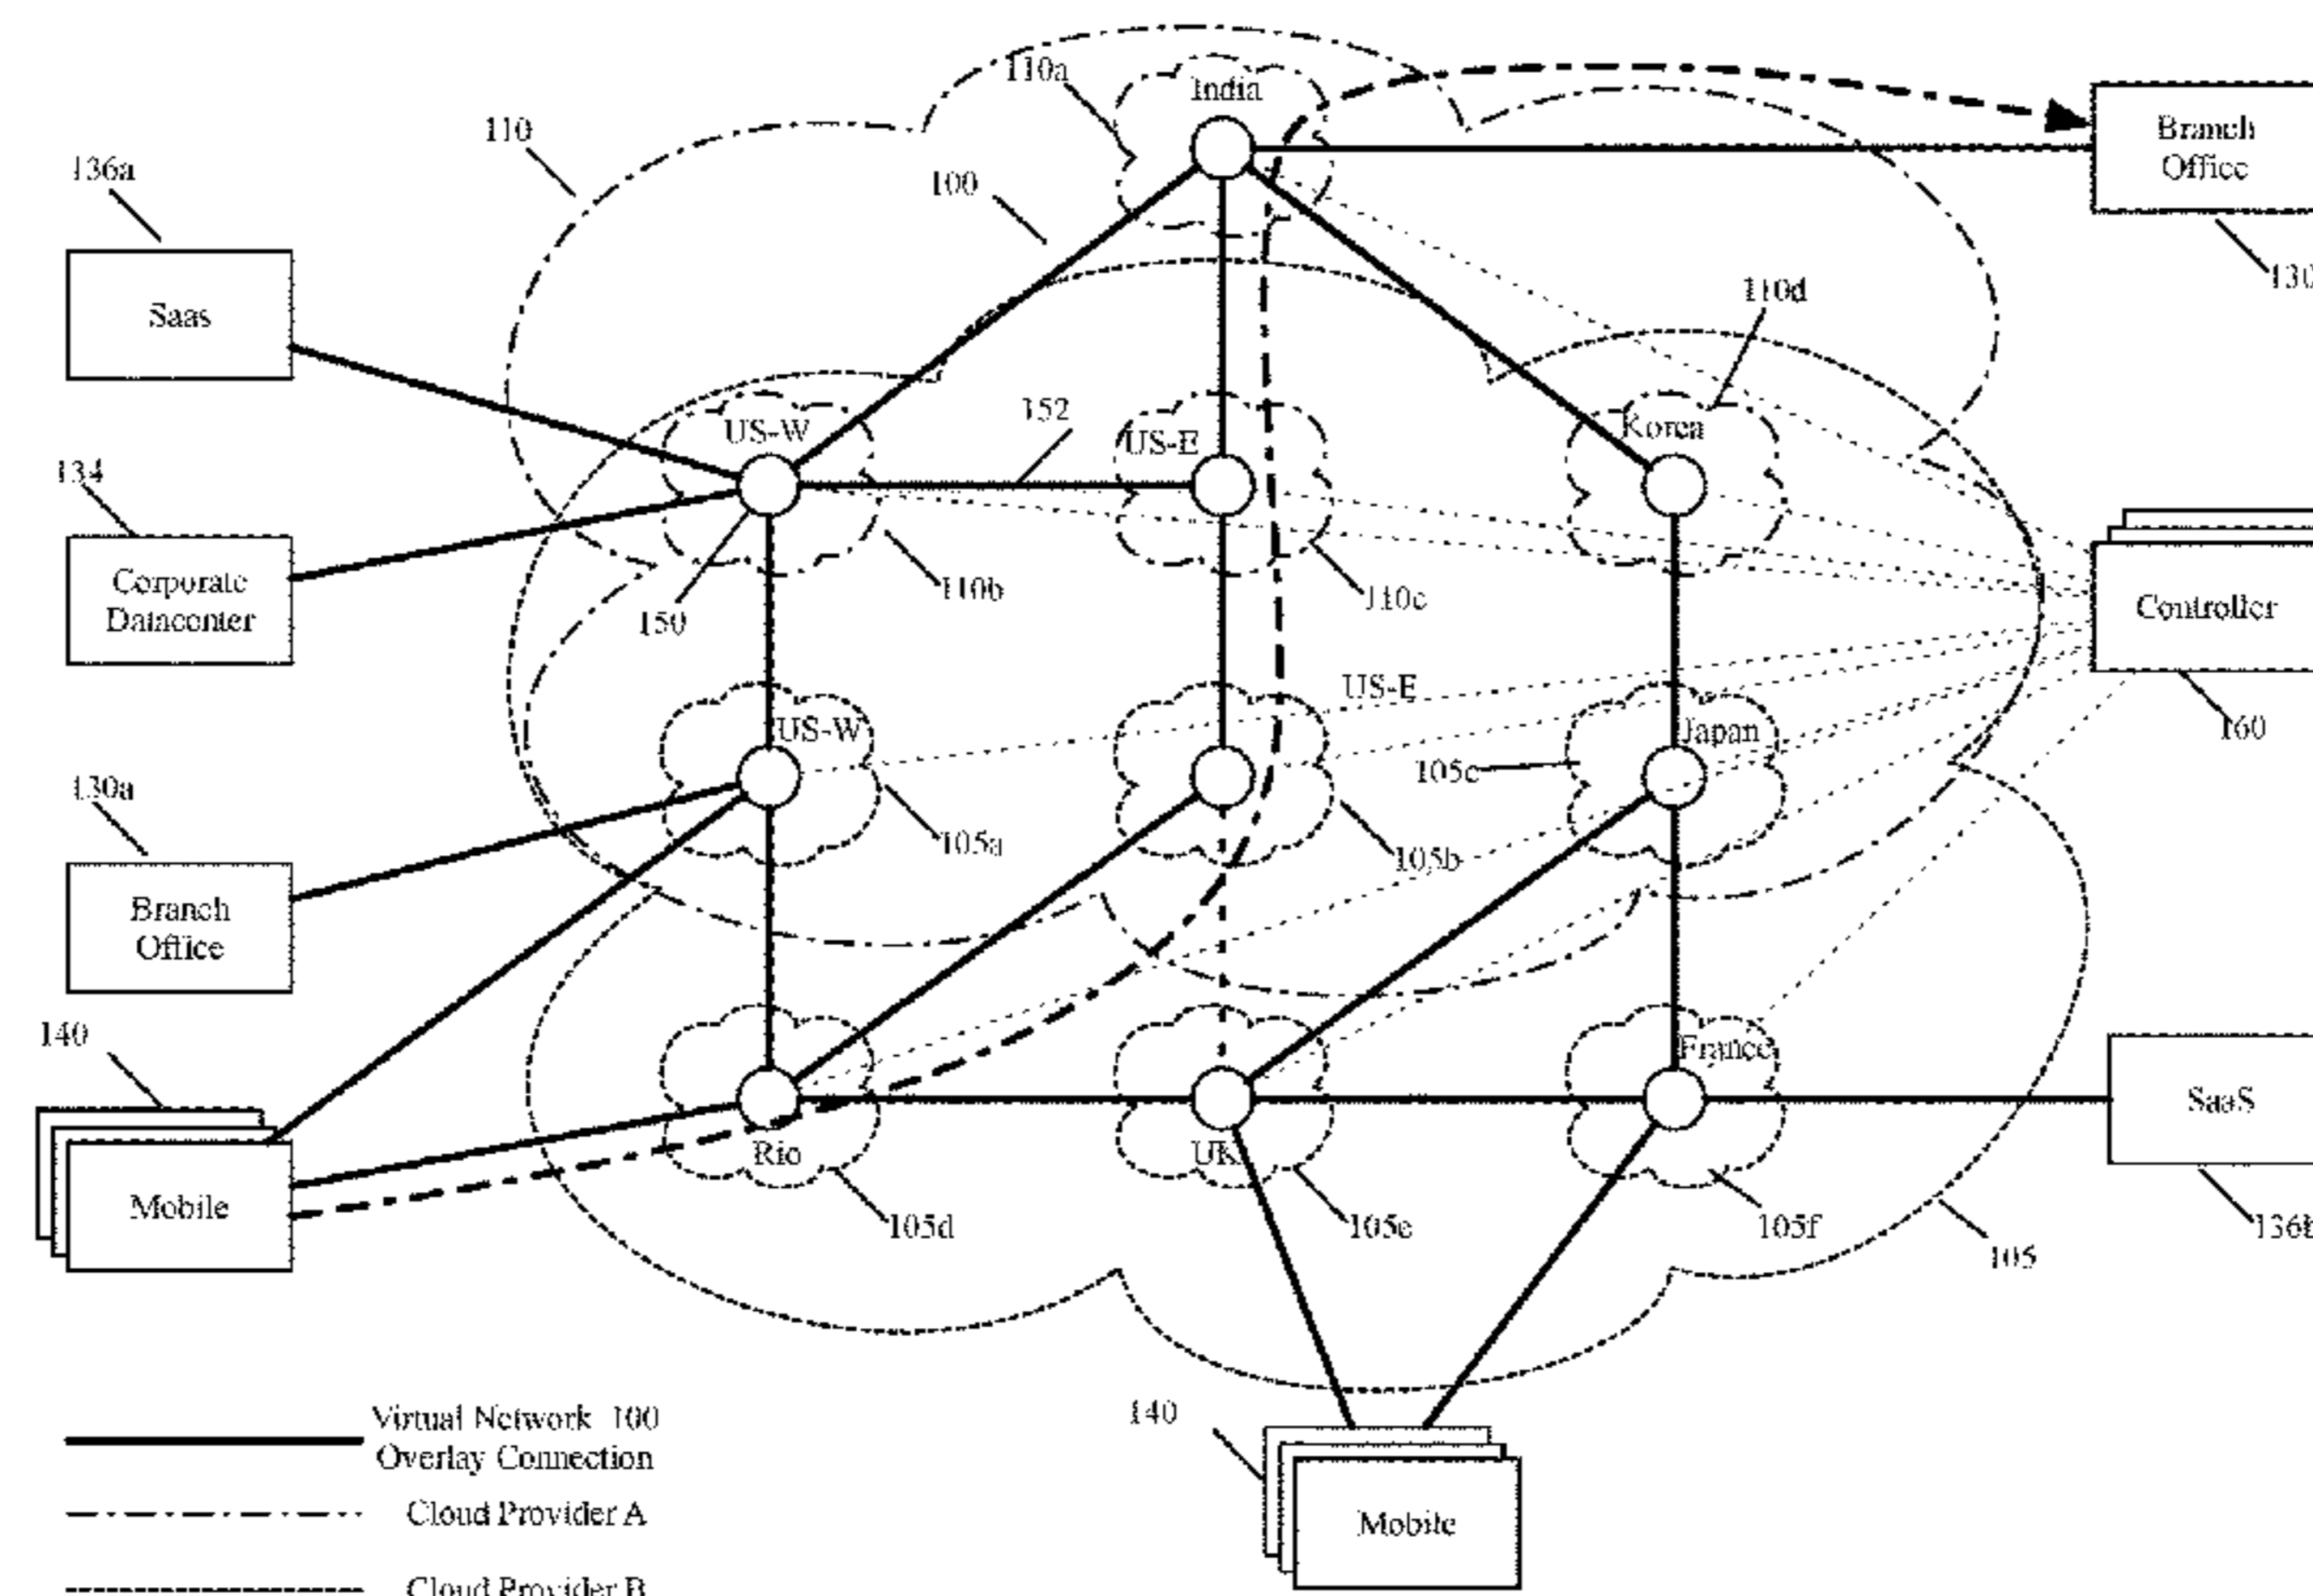 110a
India
110
Branch
Office
136a
100
130
Saas
110d
US-W
152
US-E
Korea
134
Corporate
Datacenter
150
110b
110c
Controller
US-E
US-W
Japan
160
130a
105c
105a
105b
Branch
Office
140
France
SaaS
Mobile
Rio
UK
105d
105e
105f
136b
105
Virtual Network 100
Overlay Connection
140
Cloud Provider A
Mobile
Cloud Provider B